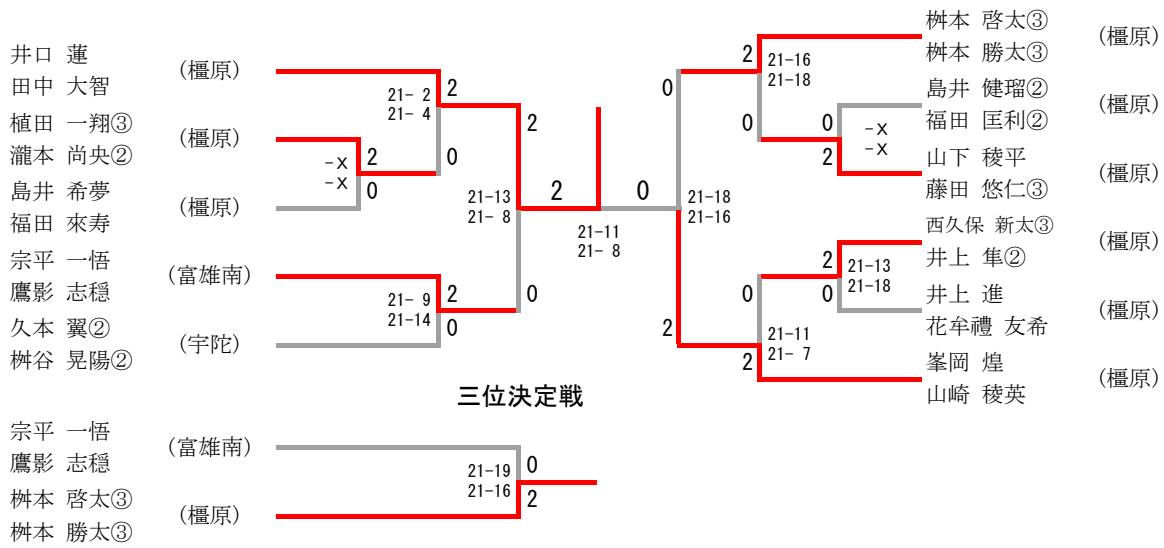 井口 蓮
田中 大智
(橿原)
植田 一翔③
瀧本 尚央②
(橿原)
島井 希夢
福田 來寿
(橿原)
宗平 一悟
鷹影 志穏
(富雄南)
久本 翼②
桝谷 晃陽②
(宇陀)
21- 2
21- 4
2
0
-X
-X
2
0
21- 9
21-14
2
0
21-13
21- 8
2
0
2
0
21-11
21- 8
21-18
21-16
0
2
21-16
21-18
2
0
-X
-X
0
2
21-13
21-18
2
0
21-11
21- 7
0
2
桝本 啓太③
桝本 勝太③
(橿原)
島井 健瑠②
福田 匡利②
(橿原)
山下 稜平
藤田 悠仁③
(橿原)
西久保 新太③
井上 隼②
(橿原)
井上 進
花牟禮 友希
(橿原)
峯岡 煌
山崎 稜英
(橿原)
三位決定戦
宗平 一悟
鷹影 志穏
(富雄南)
桝本 啓太③
桝本 勝太③
(橿原)
21-19
21-16
0
2